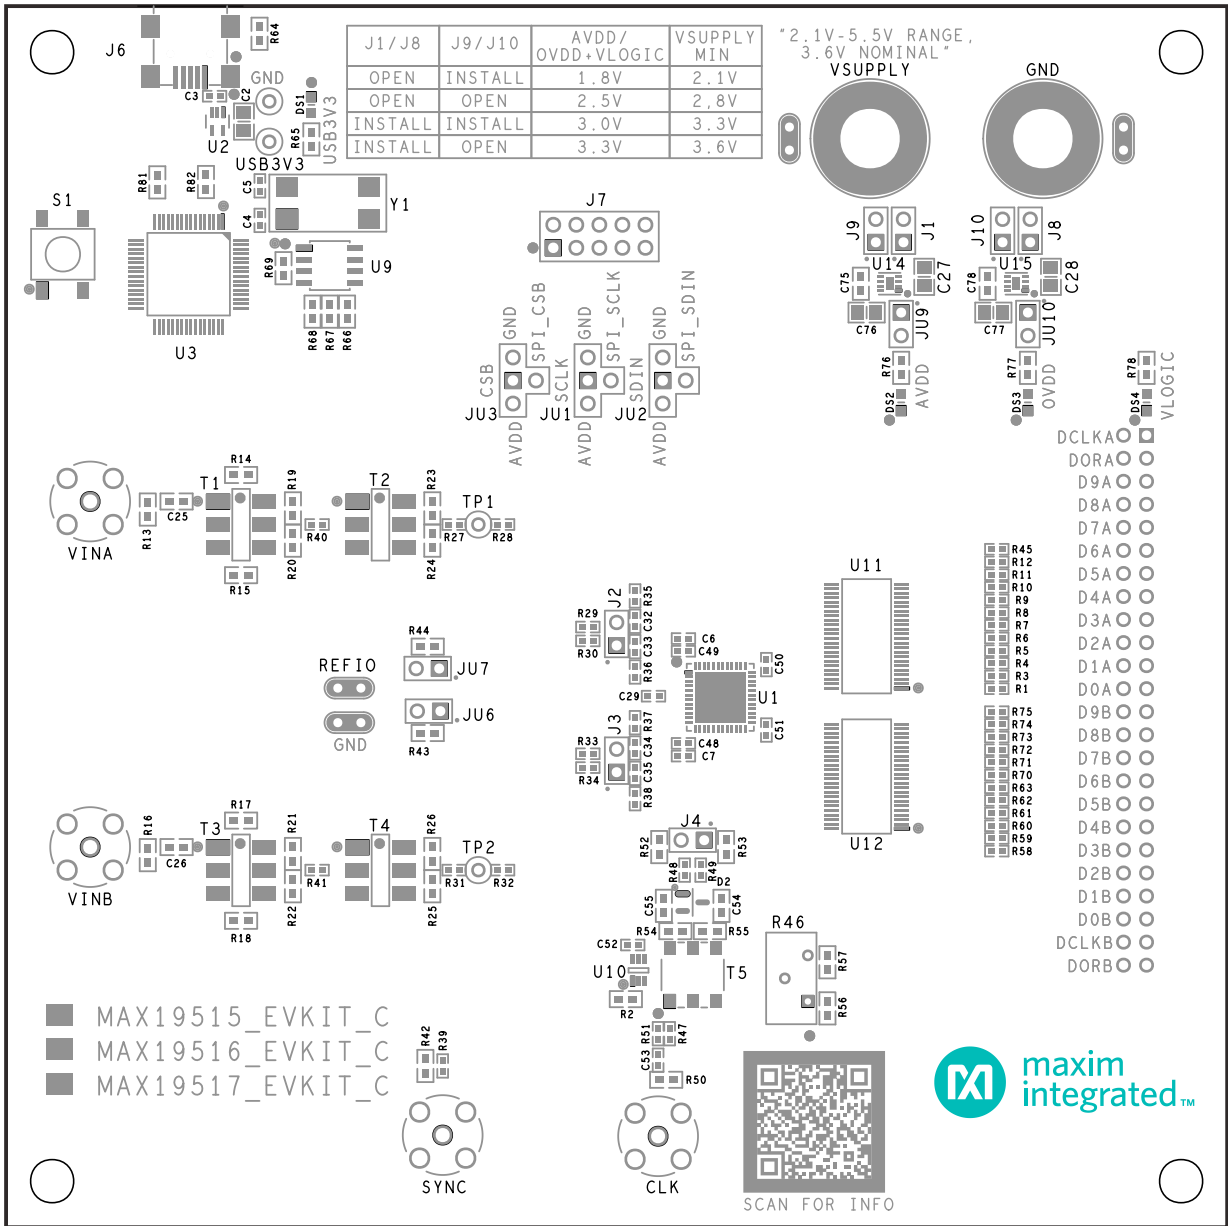 R64
J6
J1/J8 J9/J10 AVDD/ OVDD+VLOGIC VSUPPLY MIN
OPEN INSTALL 1.8V 2.1V
OPEN OPEN 2.5V 2,8V
INSTALL INSTALL 3.0V 3.3V
INSTALL OPEN 3.3V 3.6V
"2.1V-5.5V RANGE,
3.6V NOMINAL"
VSUPPLY
GND
GND
C3
C2
DS1
USB3V3
R65
U2
USB3V3
R81
R82
C5
C4
Y1
S1
J7
J9
J1
J10
J8
U9
R69
U14
C27
U15
C28
C75
C78
R68
R67
R66
C76
JU9
C77
JU10
U3
GND
SPI_CSB
GND
SPI_SCLK
GND
SPI_SDIN
CSB
SCLK
SDIN
JU3
JU1
JU2
AVDD
AVDD
AVDD
R76
AVDD
R77
OVDD
R78
VLOGIC
DS2
DS3
DS4
DCLKA
DORA
D9A
D8A
D7A
D6A
D5A
D4A
D3A
D2A
D1A
D0A
D9B
D8B
D7B
D6B
D5B
D4B
D3B
D2B
D1B
D0B
DCLKB
DORB
R14
T1
R19
T2
R23
TP1
R13
C25
R40
R27
R28
VINA
R20
R24
R15
U11
R45
R12
R11
R10
R9
R8
R7
R6
R5
R4
R3
R1
R75
R74
R73
R72
R71
R70
R63
R62
R61
R60
R59
R58
J2
R35
C32
R29
R30
C33
R36
C6
C49
C50
R44
REFIO
JU7
C29
U1
JU6
GND
R43
J3
R37
C34
R33
R34
C35
R38
C48
C7
C51
U12
R17
R16
T3
R21
T4
R26
TP2
C26
R41
R31
R32
VINB
R22
R25
R18
J4
R52
R53
R48
R49
D2
C55
C54
R54
R55
C52
U10
T5
R2
R46
R57
R56
R51
R47
C53
R50
MAX19515_EVKIT_C
MAX19516_EVKIT_C
MAX19517_EVKIT_C
R42
R39
SYNC
CLK
SCAN FOR INFO
maxim
integrated™